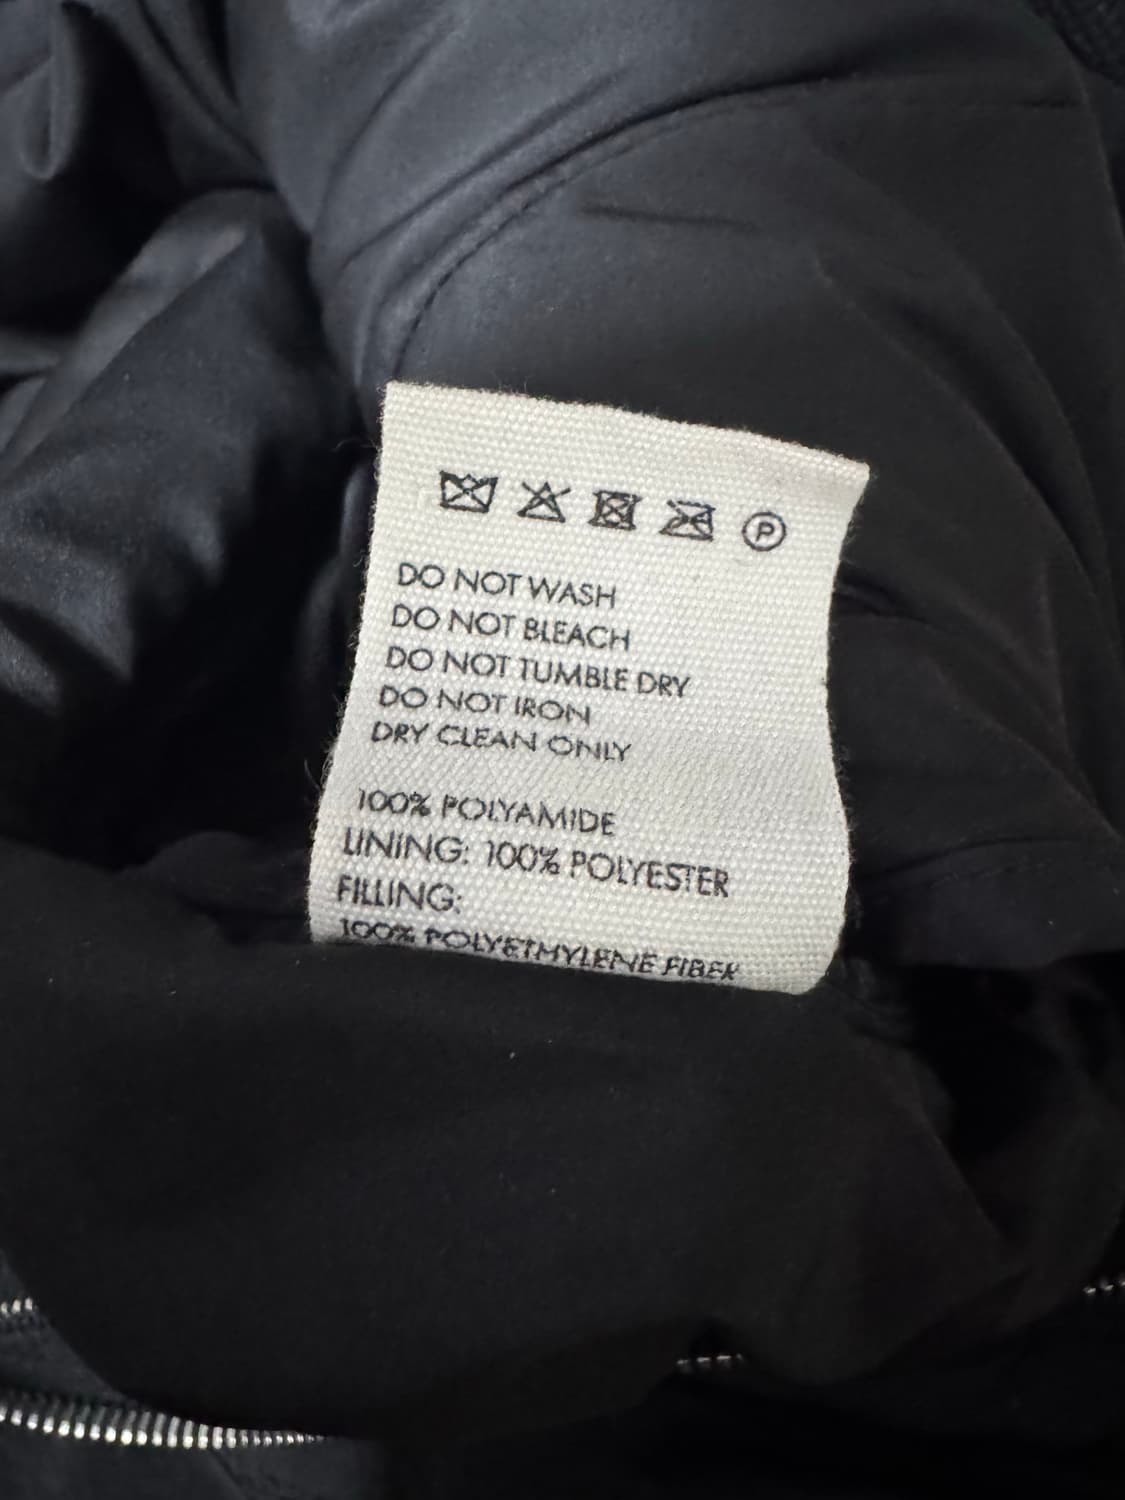 P
DO NOT WASH
DO NOT BLEACH
DO NOT TUMBLE DRY
DO NOT IRON
DRY CLEAN ONLY
100% POLYAMIDE
LINING: 100% POLYESTER
FILLING:
100% POLYETHYLENE FIBER